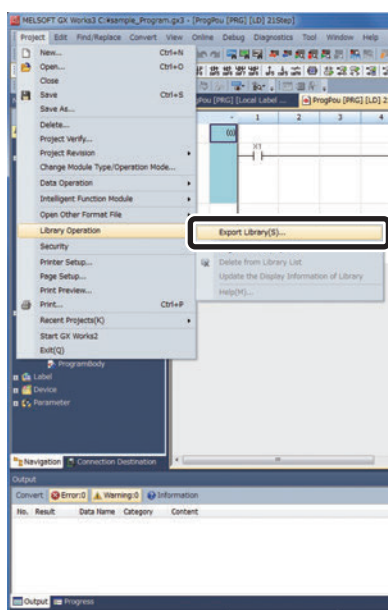 MELSOFT GX Works3 C:¥sample_Program.gx3 - [ProgPou [PRG] [LD] 21Step]
Project Edit Find/Replace Convert View Online Debug Diagnostics Tool Window Help
New... Ctrl+N
Open... Ctrl+O
Close
Save Ctrl+S
Save As...
Delete...
Project Verify...
Project Revision
Change Module Type/Operation Mode...
Data Operation
Intelligent Function Module
Open Other Format File
Library Operation
Security
Printer Setup...
Page Setup...
Print Preview...
Print... Ctrl+P
Recent Projects(K)
Start GX Works2
Exit(Q)
Export Library(S)...
Delete from Library List
Update the Display Information of Library
Help(M)...
Pou [PRG] [Local Label ... ProgPou [PRG] [LD] 2
1 2 3 4
(0)
X1
ProgramBody
Label
Device
Parameter
Navigation Connection Destination
Output
Convert Error:0 Warning:0 Information
No. Result Data Name Category Content
Output Progress